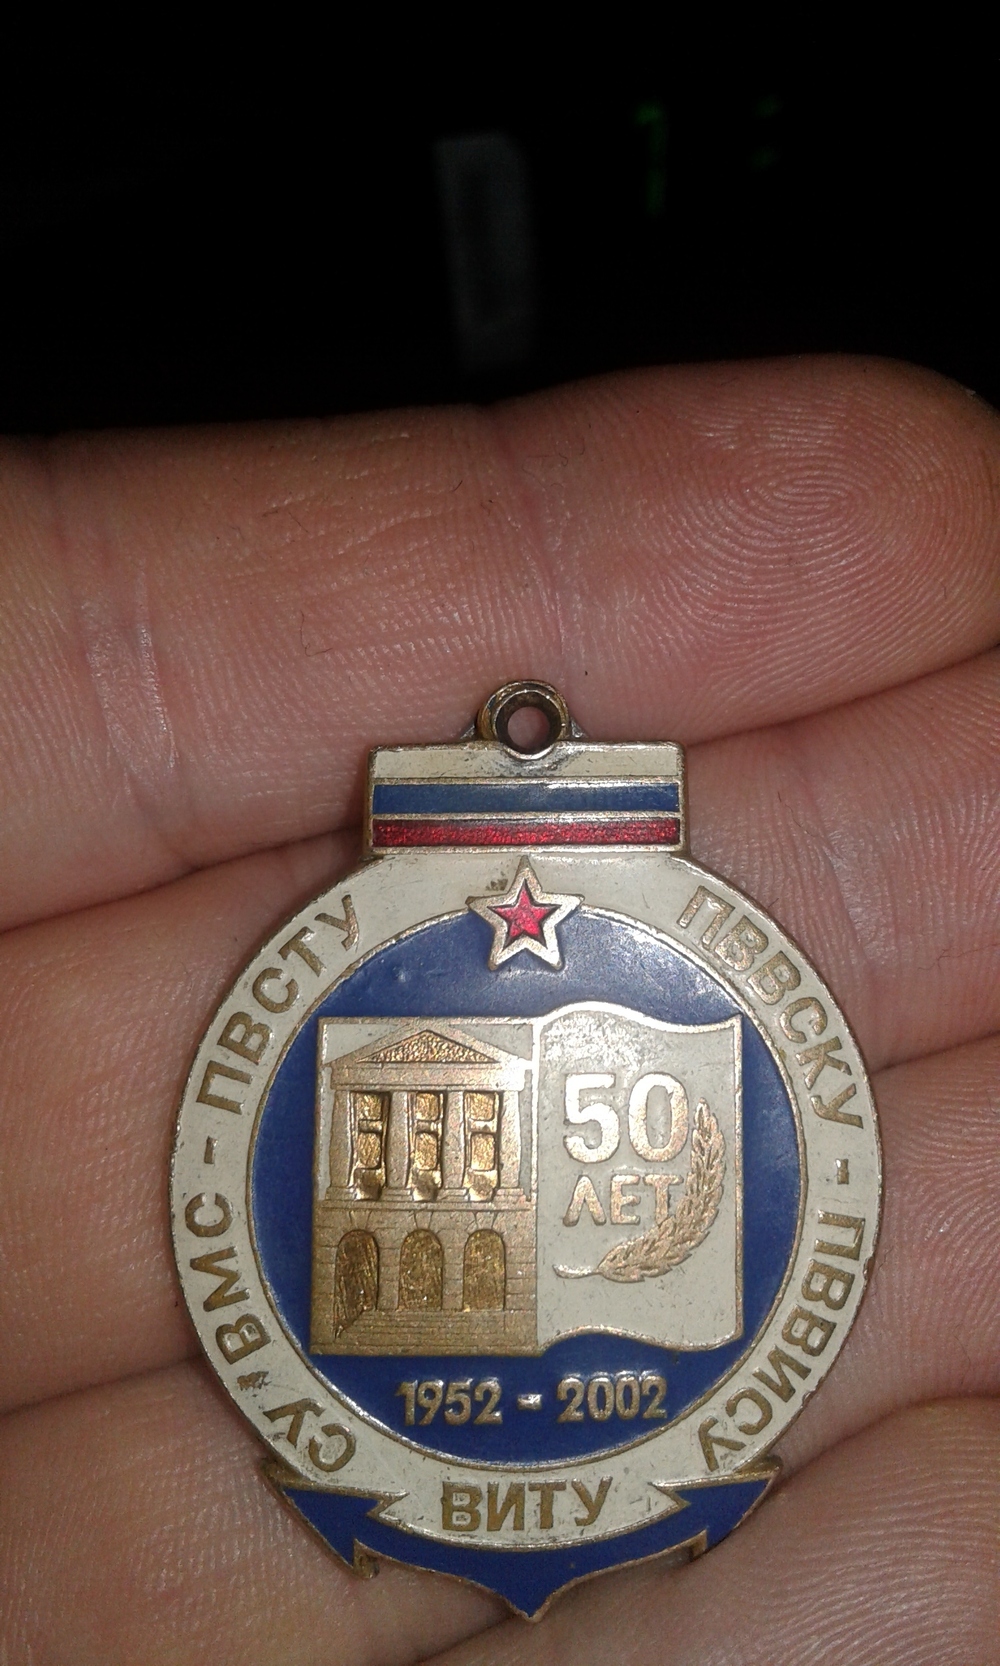 СУ ВМС - ПВСТУ
ПВВСКУ - ПВВИСУ
50
ЛЕТ
1952 - 2002
ВИТУ